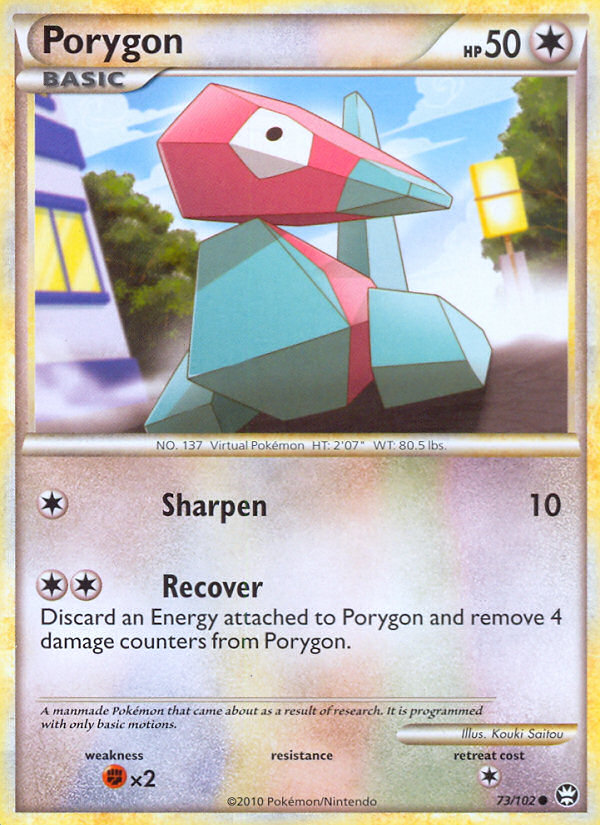 Porygon
HP 50
BASIC
NO. 137 Virtual Pokémon HT: 2'07" WT: 80.5 lbs.
Sharpen 10
Recover
Discard an Energy attached to Porygon and remove 4
damage counters from Porygon.
A manmade Pokémon that came about as a result of research. It is programmed
with only basic motions.
Illus. Kouki Saitou
weakness resistance retreat cost
×2
©2010 Pokémon/Nintendo 73/102